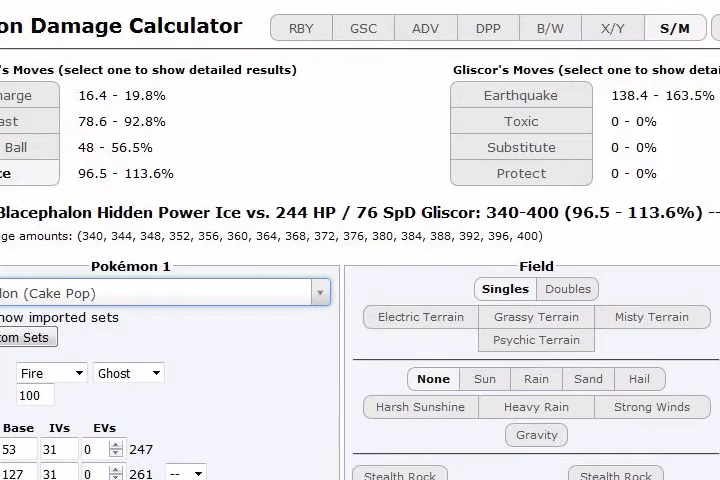 on Damage Calculator RBY GSC ADV DPP B/W X/Y S/M
's Moves (select one to show detailed results) Gliscor's Moves (select one to show detai
arge 16.4 - 19.8% Earthquake 138.4 - 163.5%
ast 78.6 - 92.8% Toxic 0 - 0%
Ball 48 - 56.5% Substitute 0 - 0%
ce 96.5 - 113.6% Protect 0 - 0%
Blacephalon Hidden Power Ice vs. 244 HP / 76 SpD Gliscor: 340-400 (96.5 - 113.6%) --
ge amounts: (340, 344, 348, 352, 356, 360, 364, 368, 372, 376, 380, 384, 388, 392, 396, 400)
Pokémon 1 Field
lon (Cake Pop) Singles Doubles
how imported sets Electric Terrain Grassy Terrain Misty Terrain
tom Sets Psychic Terrain
Fire Ghost None Sun Rain Sand Hail
100 Harsh Sunshine Heavy Rain Strong Winds
Base IVs EVs Gravity
53 31 0 247
127 31 0 261 -- Stealth Rock Stealth Rock